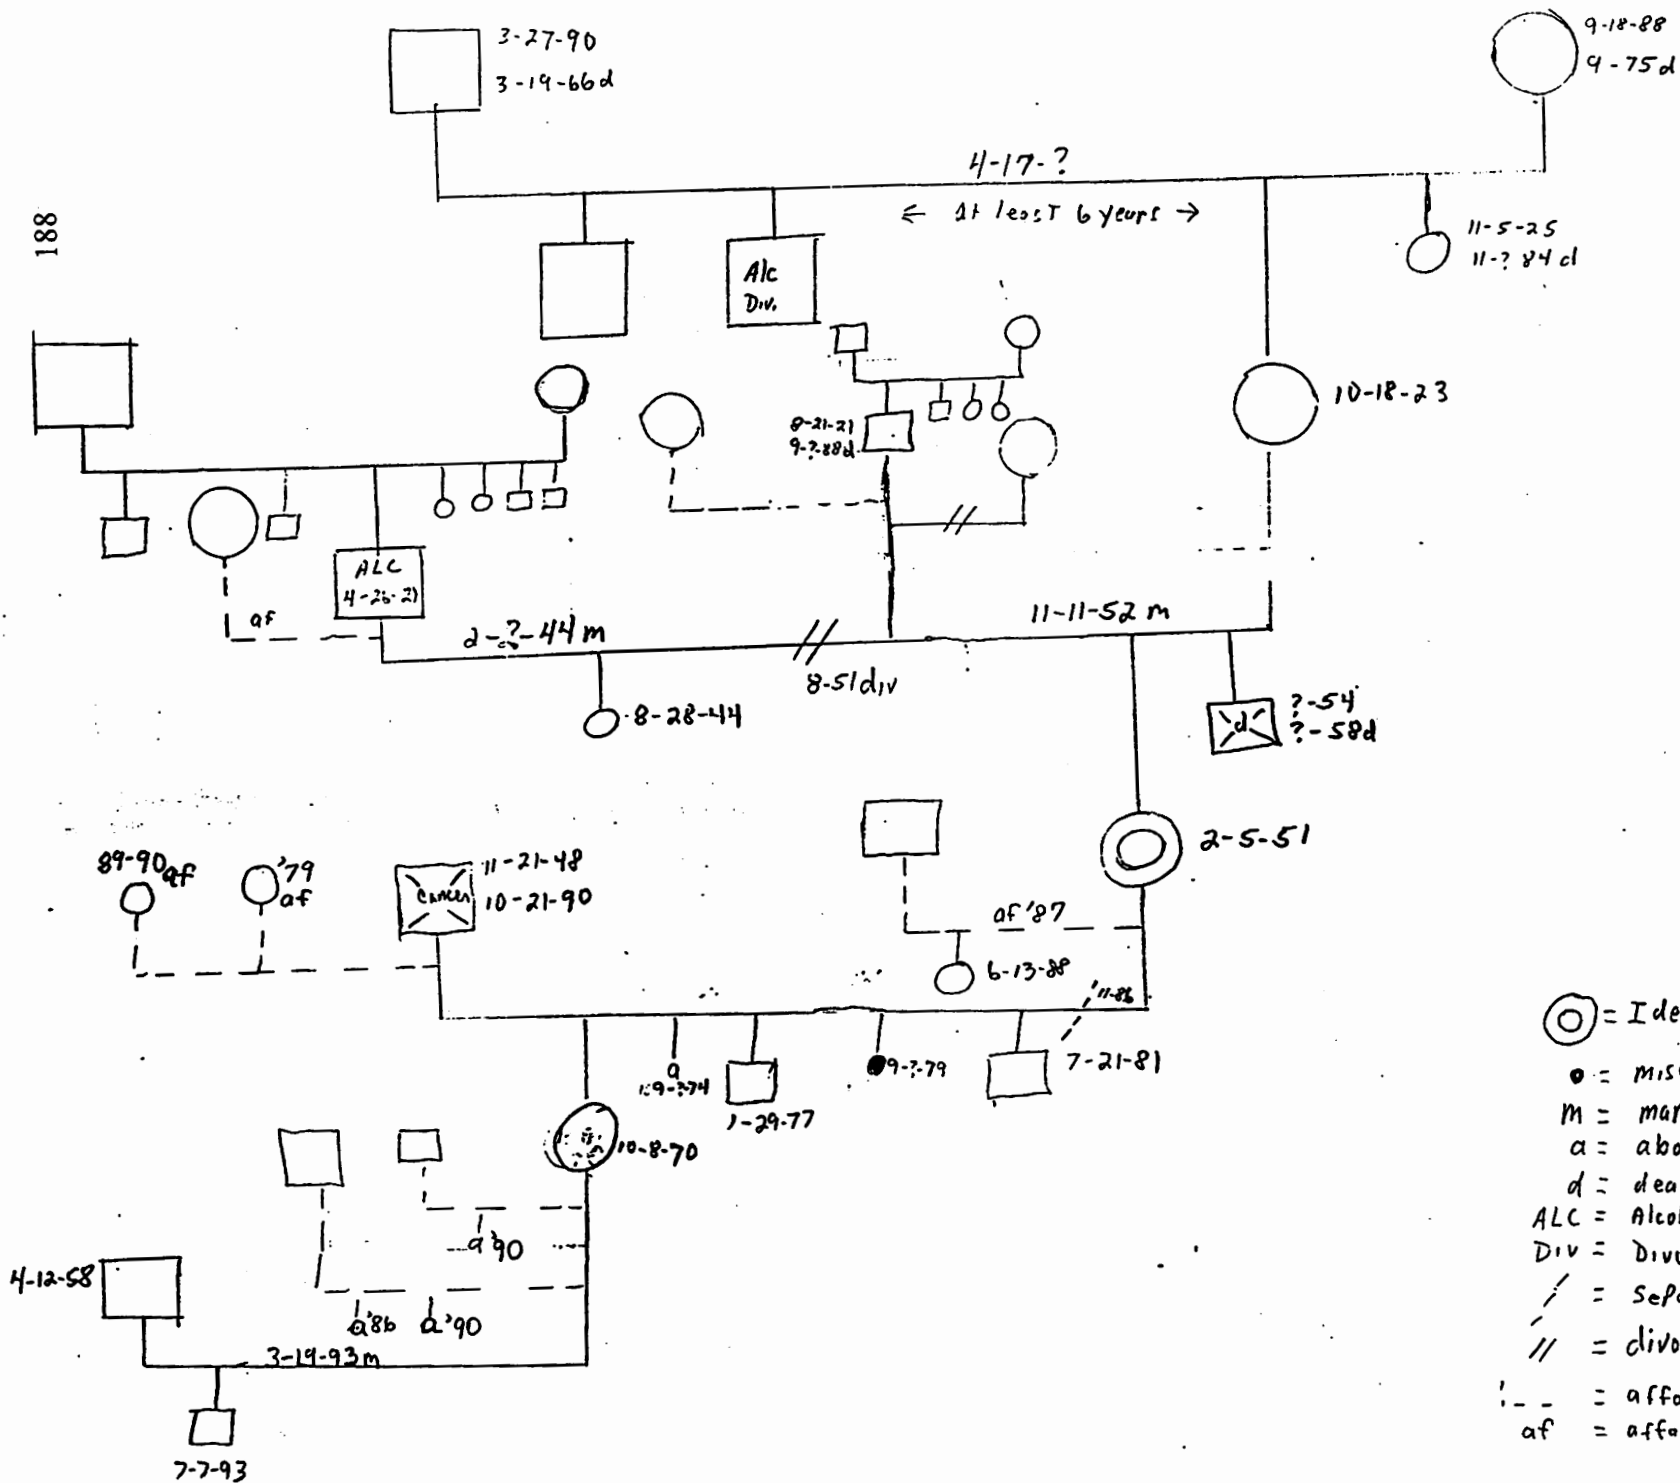 3-27-90
3-19-66d
9-18-88
9-75d
4-17-?
← At least 6 years →
11-5-25
11-? 84 d
188
Alc
Div.
10-18-23
8-21-21
9-?-88d
ALC
4-26-21
af
2-?-44 m
11-11-52 m
8-51 div
8-28-44
d
?-54
?-58d
2-5-51
89-90 af
'79
af
Cancer
11-21-48
10-21-90
af '87
6-13-88
'11-86
a
9-?-74
1-29-77
9-?-79
7-21-81
10-8-70
a '90
4-12-58
a '86
a '90
3-19-93 m
7-7-93
= Ide
= mis
m = mar
a = abo
d = dea
ALC = Alco
Div = Divo
= Sepa
// = divo
= affa
af = affa